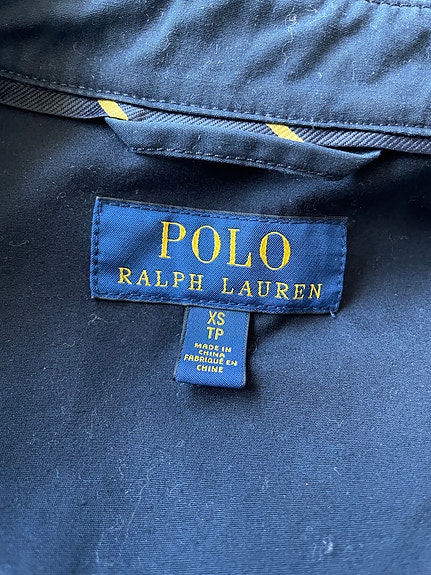 POLO
RALPH LAUREN
XS
TP
MADE IN
CHINA
FABRIQUÉ EN
CHINE